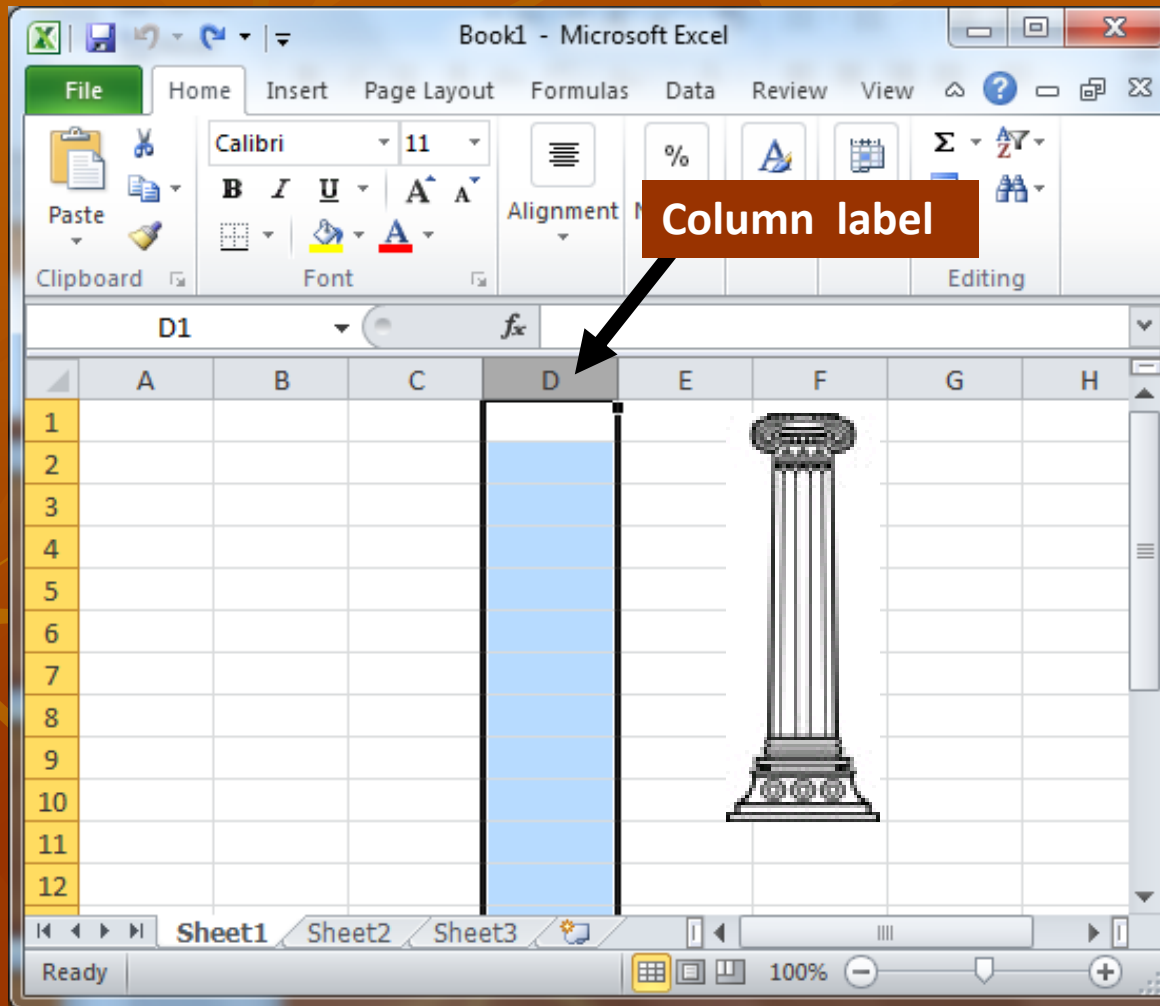 Book1 - Microsoft Excel
File Home Insert Page Layout Formulas Data Review View
Calibri 11 Σ
% A
B I U A A
Paste Alignment
A
Clipboard Font Editing
Column label
D1 fx
A B C D E F G H
1
2
3
4
5
6
7
8
9
10
11
12
Sheet1 Sheet2 Sheet3
Ready 100%